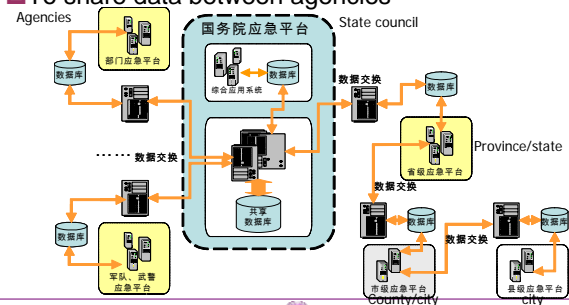 To share data between agencies
Agencies
State council
国务院应急平台
部门应急平台
数据库
综合应用系统
数据库
数据交换
数据库
省级应急平台
Province/state
...... 数据交换
共享
数据库
数据交换
数据库
军队、武警
应急平台
数据库
市级应急平台
County/city
数据交换
数据库
县级应急平台
city